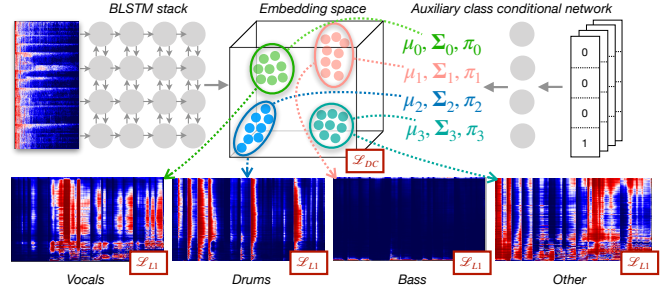 BLSTM stack
Embedding space
Auxiliary class conditional network
μ0, Σ0, π0
μ1, Σ1, π1
μ2, Σ2, π2
μ3, Σ3, π3
0
0
0
1
ℒDC
ℒL1
ℒL1
ℒL1
ℒL1
Vocals
Drums
Bass
Other